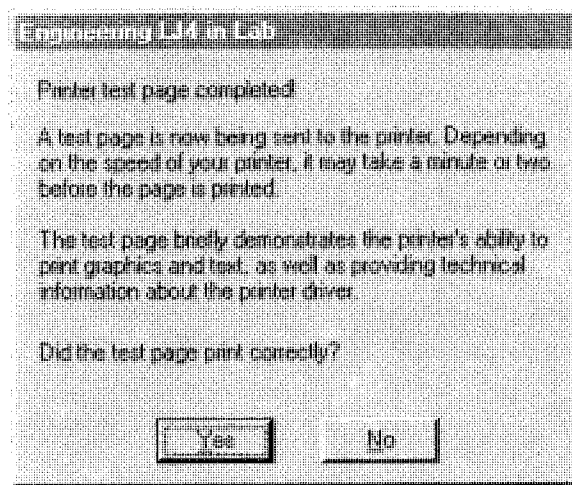 Engineering LJ4 in Lab
Printer test page completed!
A test page is now being sent to the printer. Depending
on the speed of your printer, it may take a minute or two
before the page is printed.
The test page briefly demonstrates the printer's ability to
print graphics and text, as well as providing technical
information about the printer driver.
Did the test page print correctly?
Yes
No